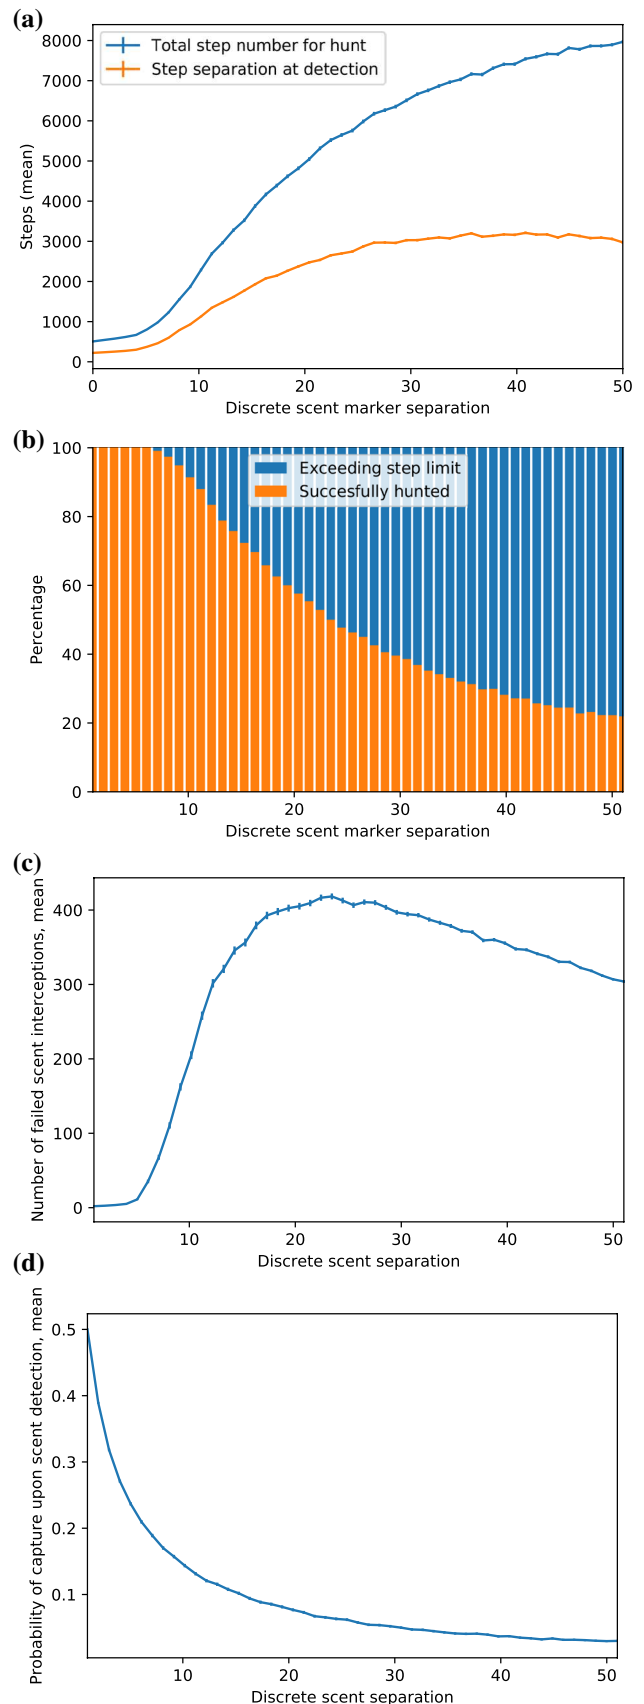 (a)
8000
7000
6000
5000
4000
3000
2000
1000
0
Steps (mean)
Total step number for hunt
Step separation at detection
0 10 20 30 40 50
Discrete scent marker separation
(b)
100
80
60
40
20
0
Percentage
Exceeding step limit
Succesfully hunted
10 20 30 40 50
Discrete scent marker separation
(c)
400
300
200
100
0
Number of failed scent interceptions, mean
10 20 30 40 50
Discrete scent separation
(d)
0.5
0.4
0.3
0.2
0.1
Probability of capture upon scent detection, mean
10 20 30 40 50
Discrete scent separation